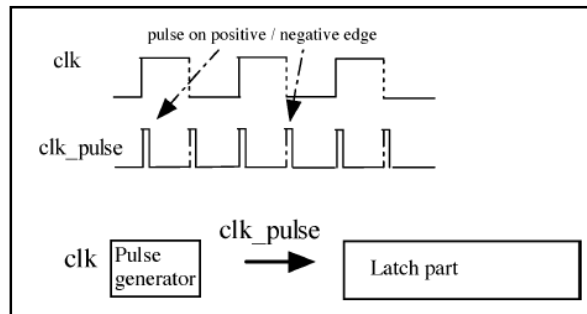 pulse on positive / negative edge
clk
clk_pulse
clk_pulse
clk
Pulse
generator
Latch part